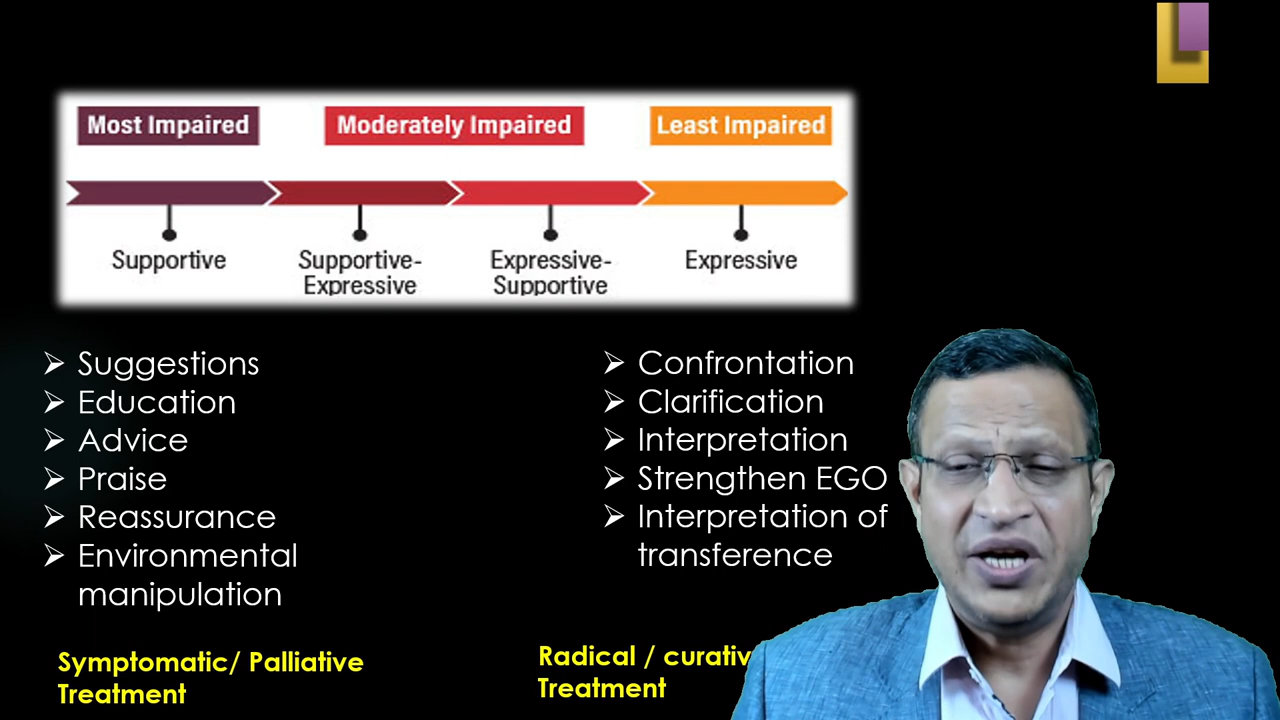 Most Impaired
Moderately Impaired
Least Impaired
Supportive
Supportive-
Expressive
Expressive-
Supportive
Expressive
Suggestions
Education
Advice
Praise
Reassurance
Environmental
manipulation
Symptomatic/ Palliative
Treatment
Confrontation
Clarification
Interpretation
Strengthen EGO
Interpretation of
transference
Radical / curativ
Treatment